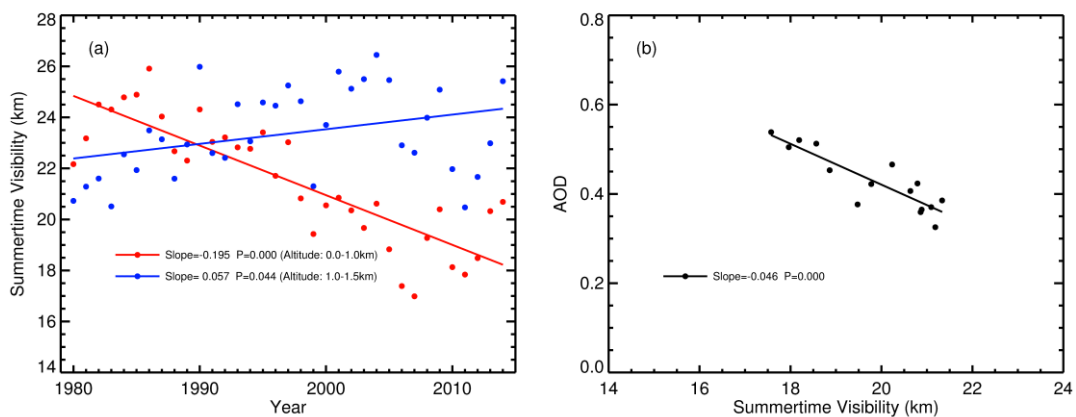 28
26
24
22
20
18
16
14
Summertime Visibility (km)
(a)
Slope=-0.195 P=0.000 (Altitude: 0.0-1.0km)
Slope= 0.057 P=0.044 (Altitude: 1.0-1.5km)
1980 1990 2000 2010
Year
0.8
0.6
0.4
0.2
0.0
AOD
(b)
Slope=-0.046 P=0.000
14 16 18 20 22 24
Summertime Visibility (km)